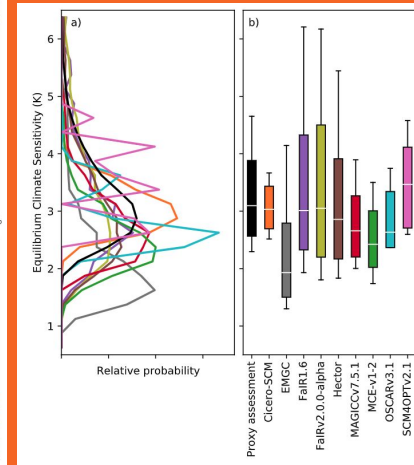 a)
b)
6
5
4
3
2
1
Equilibrium Climate Sensitivity (K)
Relative probability
Proxy assessment
Cicero-SCM
EMGC
FaIR1.6
FaIRv2.0.0-alpha
Hector
MAGICCv7.5.1
MCE-v1-2
OSCARv3.1
SCM4OPTv2.1